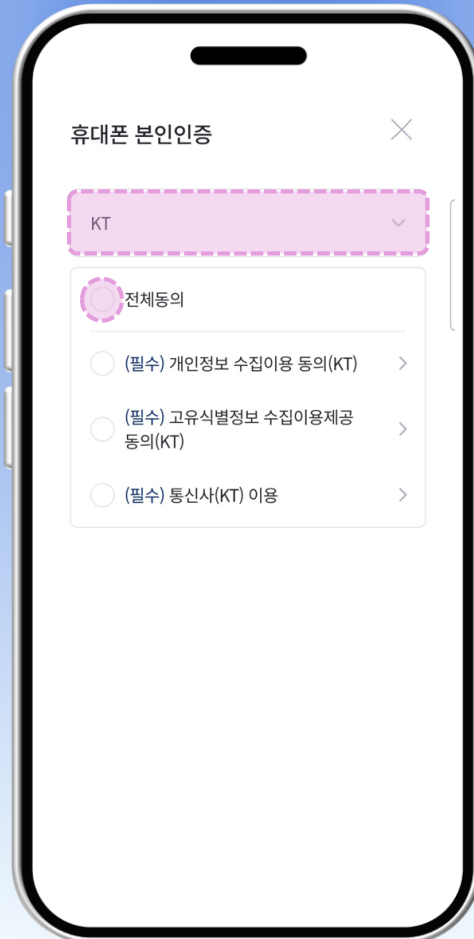 휴대폰 본인인증
KT
전체동의
(필수) 개인정보 수집이용 동의(KT)
(필수) 고유식별정보 수집이용제공
동의(KT)
(필수) 통신사(KT) 이용